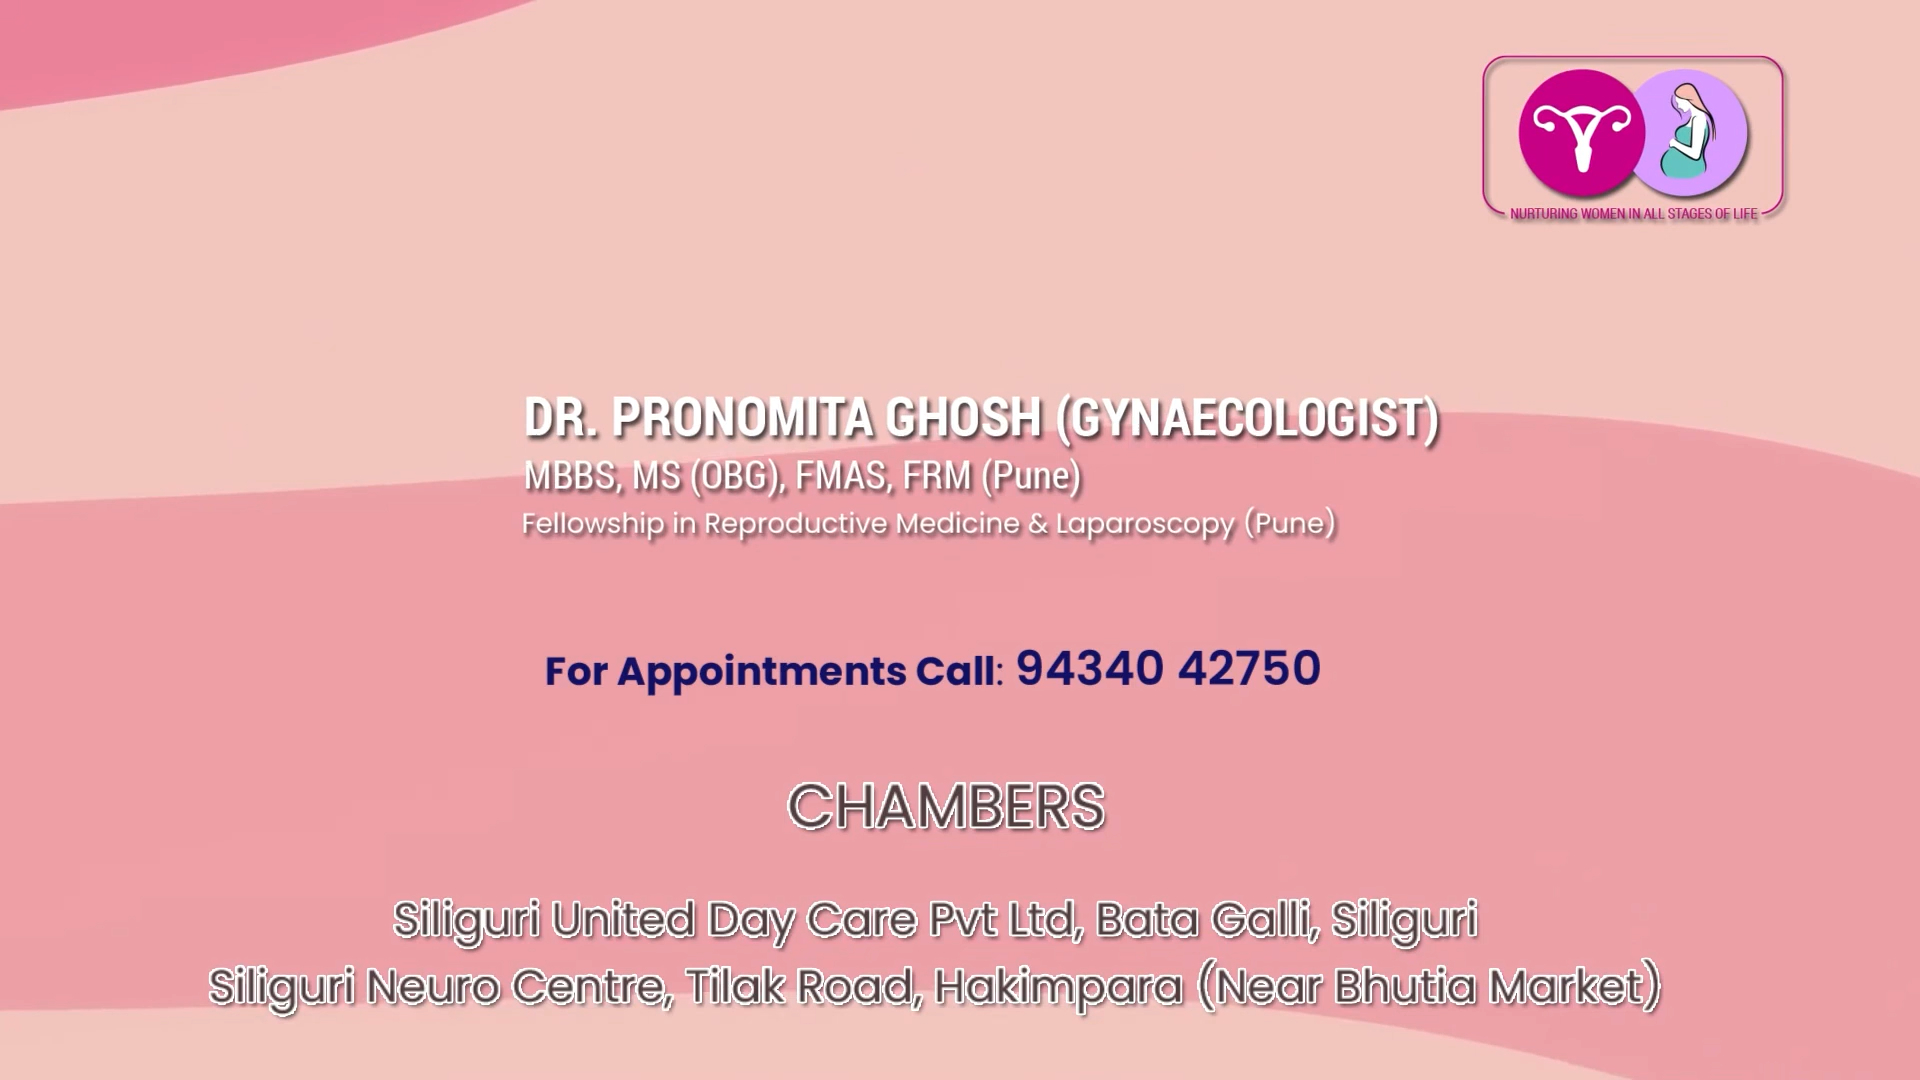 NURTURING WOMEN IN ALL STAGES OF LIFE
DR. PRONOMITA GHOSH (GYNAECOLOGIST)
MBBS, MS (OBG), FMAS, FRM (Pune)
Fellowship in Reproductive Medicine & Laparoscopy (Pune)
For Appointments Call: 94340 42750
CHAMBERS
Siliguri United Day Care Pvt Ltd, Bata Galli, Siliguri
Siliguri Neuro Centre, Tilak Road, Hakimpara (Near Bhutia Market)